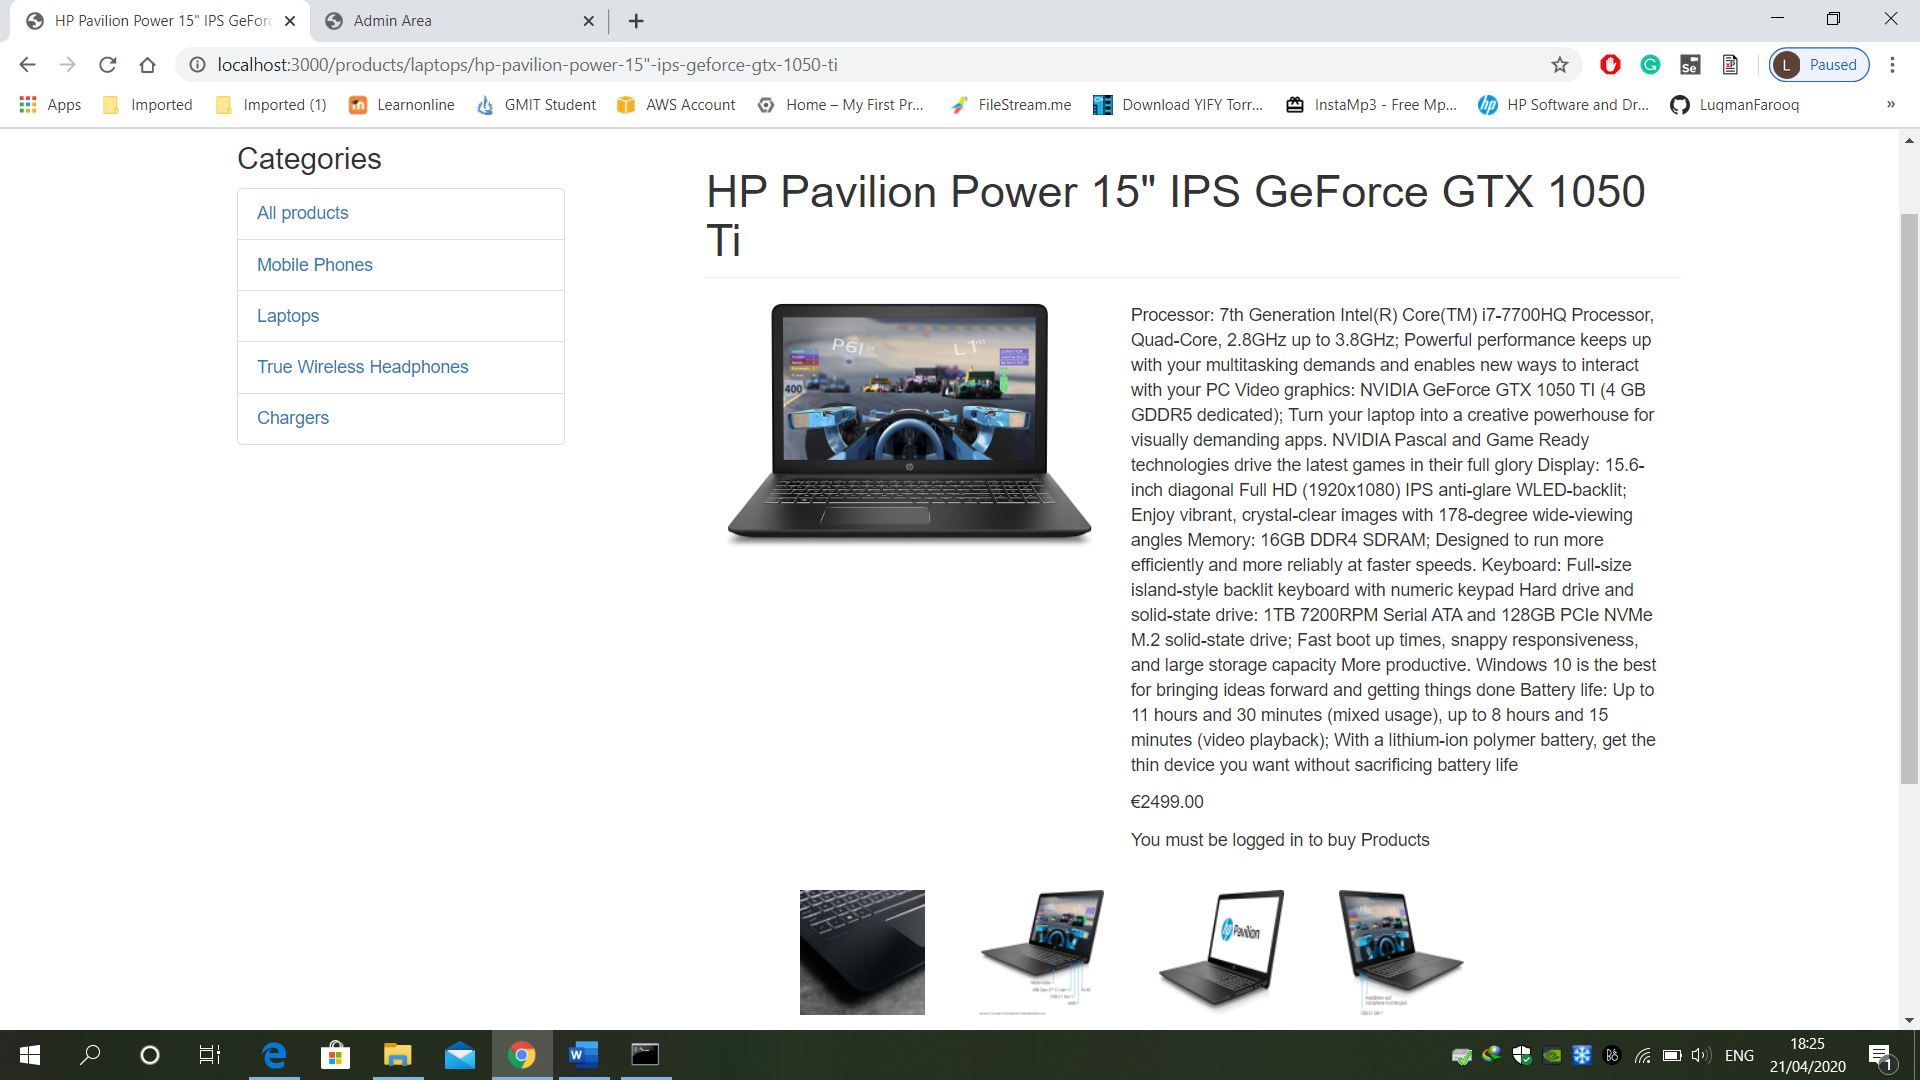 HP Pavilion Power 15" IPS GeForc
Admin Area
localhost:3000/products/laptops/hp-pavilion-power-15"-ips-geforce-gtx-1050-ti
L Paused
Apps
Imported
Imported (1)
Learnonline
GMIT Student
AWS Account
Home – My First Pr...
FileStream.me
Download YIFY Torr...
InstaMp3 - Free Mp...
HP Software and Dr...
LuqmanFarooq
»
Categories
All products
Mobile Phones
Laptops
True Wireless Headphones
Chargers
HP Pavilion Power 15" IPS GeForce GTX 1050
Ti
P6
L1
400
Processor: 7th Generation Intel(R) Core(TM) i7-7700HQ Processor,
Quad-Core, 2.8GHz up to 3.8GHz; Powerful performance keeps up
with your multitasking demands and enables new ways to interact
with your PC Video graphics: NVIDIA GeForce GTX 1050 TI (4 GB
GDDR5 dedicated); Turn your laptop into a creative powerhouse for
visually demanding apps. NVIDIA Pascal and Game Ready
technologies drive the latest games in their full glory Display: 15.6-
inch diagonal Full HD (1920x1080) IPS anti-glare WLED-backlit;
Enjoy vibrant, crystal-clear images with 178-degree wide-viewing
angles Memory: 16GB DDR4 SDRAM; Designed to run more
efficiently and more reliably at faster speeds. Keyboard: Full-size
island-style backlit keyboard with numeric keypad Hard drive and
solid-state drive: 1TB 7200RPM Serial ATA and 128GB PCIe NVMe
M.2 solid-state drive; Fast boot up times, snappy responsiveness,
and large storage capacity More productive. Windows 10 is the best
for bringing ideas forward and getting things done Battery life: Up to
11 hours and 30 minutes (mixed usage), up to 8 hours and 15
minutes (video playback); With a lithium-ion polymer battery, get the
thin device you want without sacrificing battery life
€2499.00
You must be logged in to buy Products
hp Pavilion
ENG
18:25
21/04/2020
1